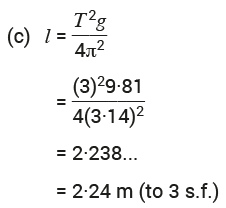 (c) l = T²g / 4π²
= (3)²9·81 / 4(3·14)²
= 2·238...
= 2·24 m (to 3 s.f.)